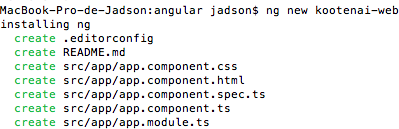 MacBook-Pro-de-Jadson:angular jadson$ ng new kootenai-web
installing ng
create .editorconfig
create README.md
create src/app/app.component.css
create src/app/app.component.html
create src/app/app.component.spec.ts
create src/app/app.component.ts
create src/app/app.module.ts